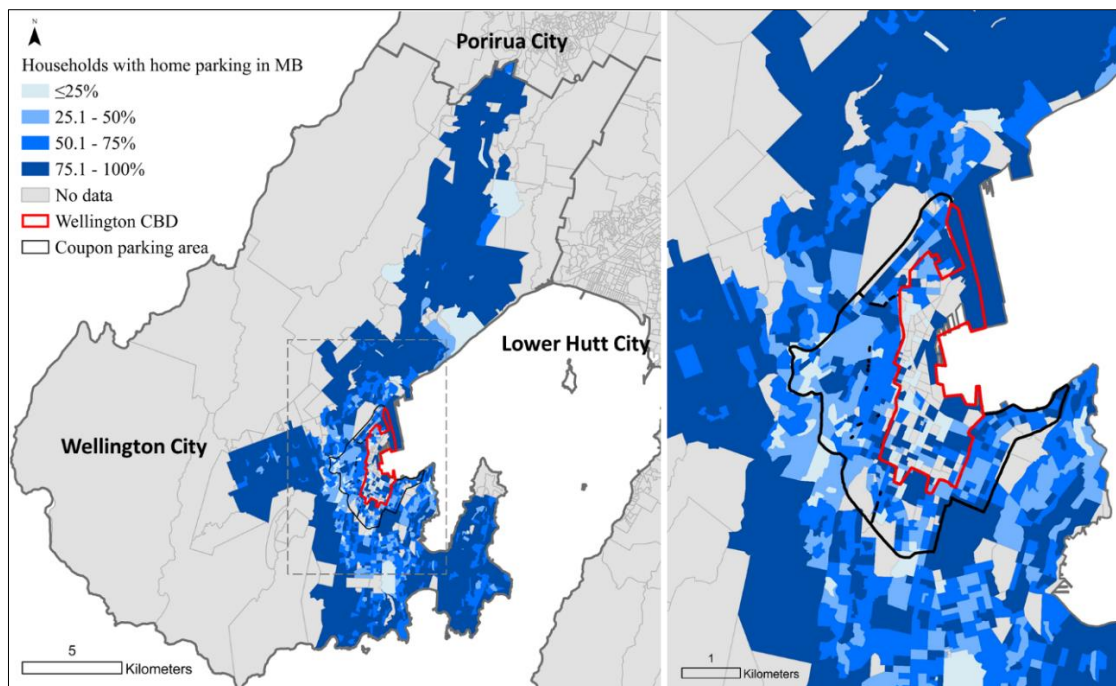 N
Households with home parking in MB
≤25%
25.1 - 50%
50.1 - 75%
75.1 - 100%
No data
Wellington CBD
Coupon parking area
Porirua City
Lower Hutt City
Wellington City
5
Kilometers
1
Kilometers